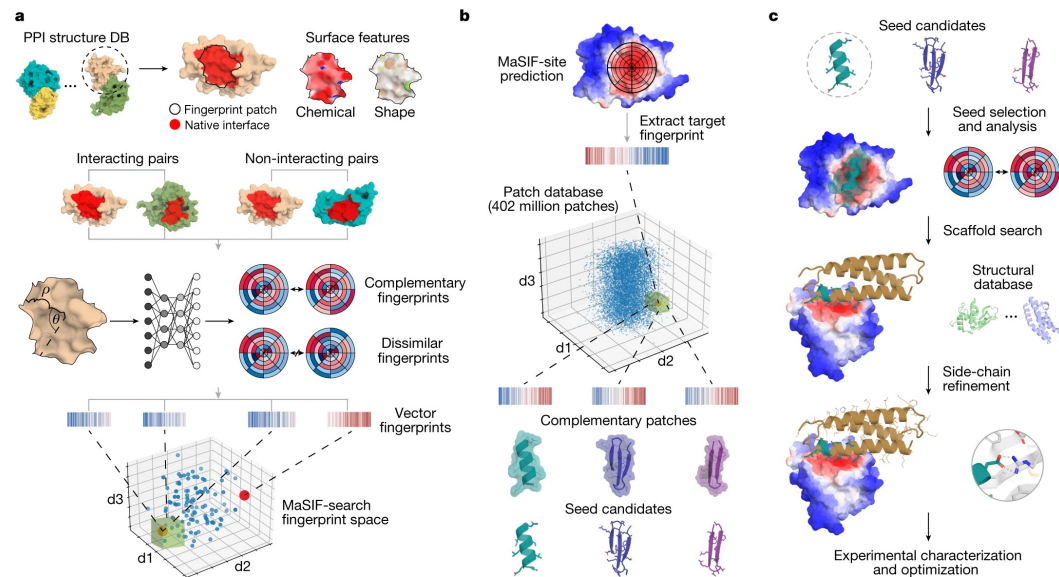 a
PPI structure DB
...
Surface features
Fingerprint patch
Native interface
Chemical
Shape
Interacting pairs
Non-interacting pairs
ρ
θ
Complementary
fingerprints
Dissimilar
fingerprints
Vector
fingerprints
d3
d1
d2
MaSIF-search
fingerprint space
b
MaSIF-site
prediction
Extract target
fingerprint
Patch database
(402 million patches)
d3
d1
d2
Complementary patches
Seed candidates
c
Seed candidates
Seed selection
and analysis
Scaffold search
Structural
database
...
Side-chain
refinement
Experimental characterization
and optimization